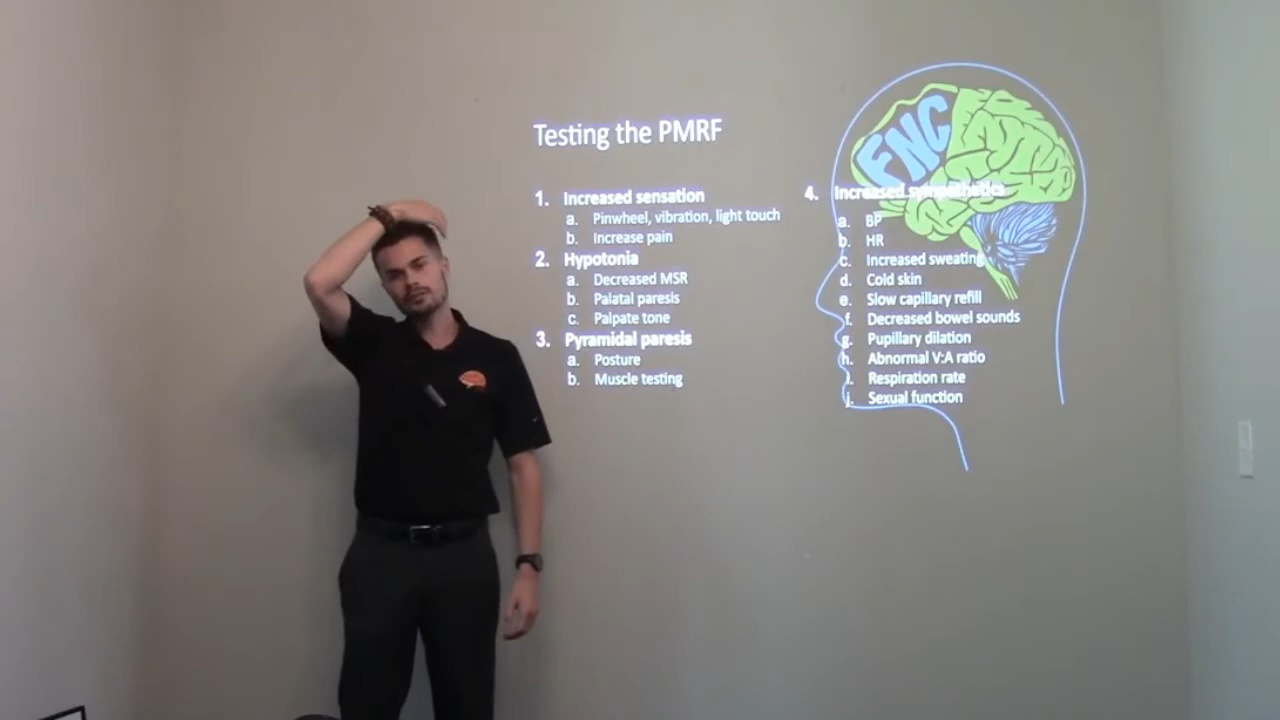 Testing the PMRF
1. Increased sensation
a. Pinwheel, vibration, light touch
b. Increase pain
2. Hypotonia
a. Decreased MSR
b. Palatal paresis
c. Palpate tone
3. Pyramidal paresis
a. Posture
b. Muscle testing
FNC
4. Increased sympathetics
a. BP
b. HR
c. Increased sweating
d. Cold skin
e. Slow capillary refill
f. Decreased bowel sounds
g. Pupillary dilation
h. Abnormal V:A ratio
i. Respiration rate
j. Sexual function